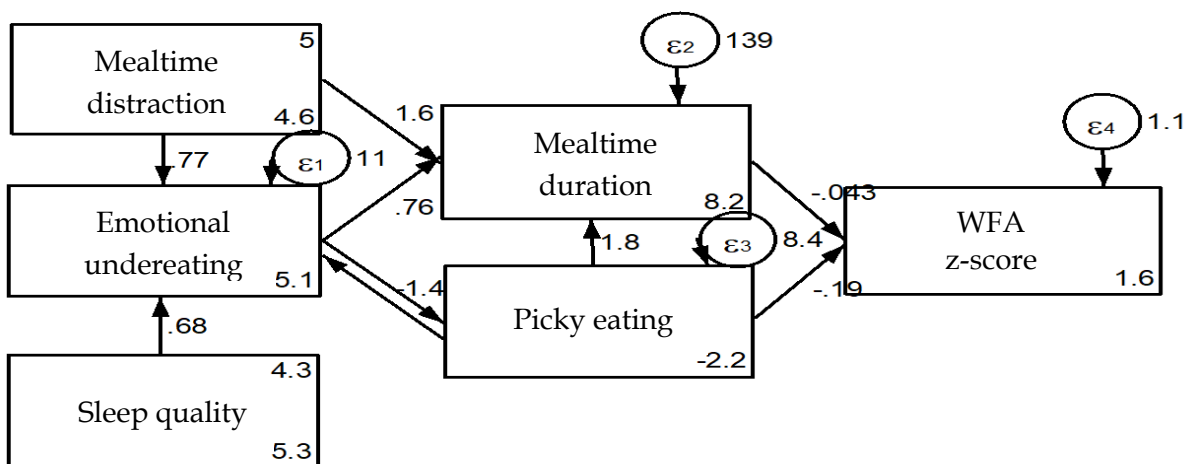 5
Mealtime
distraction
4.6
.77
ε1 11
Emotional
undereating
5.1
.68
4.3
Sleep quality
5.3
1.6
.76
-1.4
ε2 139
Mealtime
duration
8.2
1.8
ε3 8.4
Picky eating
-2.2
-.043
-.19
ε4 1.1
WFA
z-score
1.6